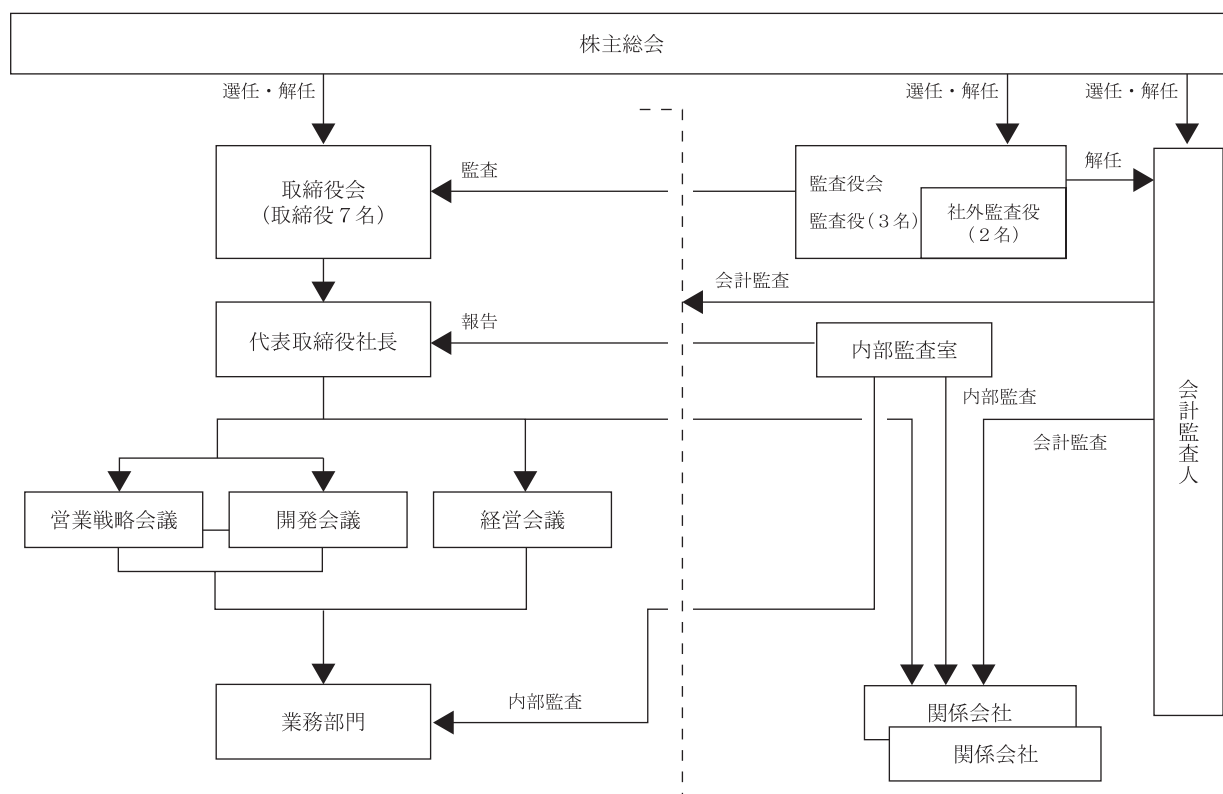 株主総会
選任・解任
選任・解任
選任・解任
取締役会
（取締役７名）
監査
監査役会
監査役（３名）
社外監査役
（２名）
解任
会計監査
代表取締役社長
報告
内部監査室
内部監査
会計監査
会計監査人
営業戦略会議
開発会議
経営会議
業務部門
内部監査
関係会社
関係会社